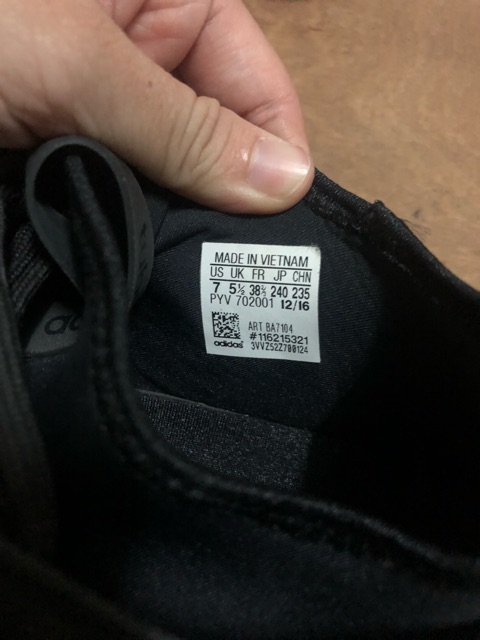 MADE IN VIETNAM
US UK FR JP CHN
7 5½ 38⅔ 240 235
PYV 702001 12/16
ART BA7104
#116215321
adidas 3VVZ52Z700124